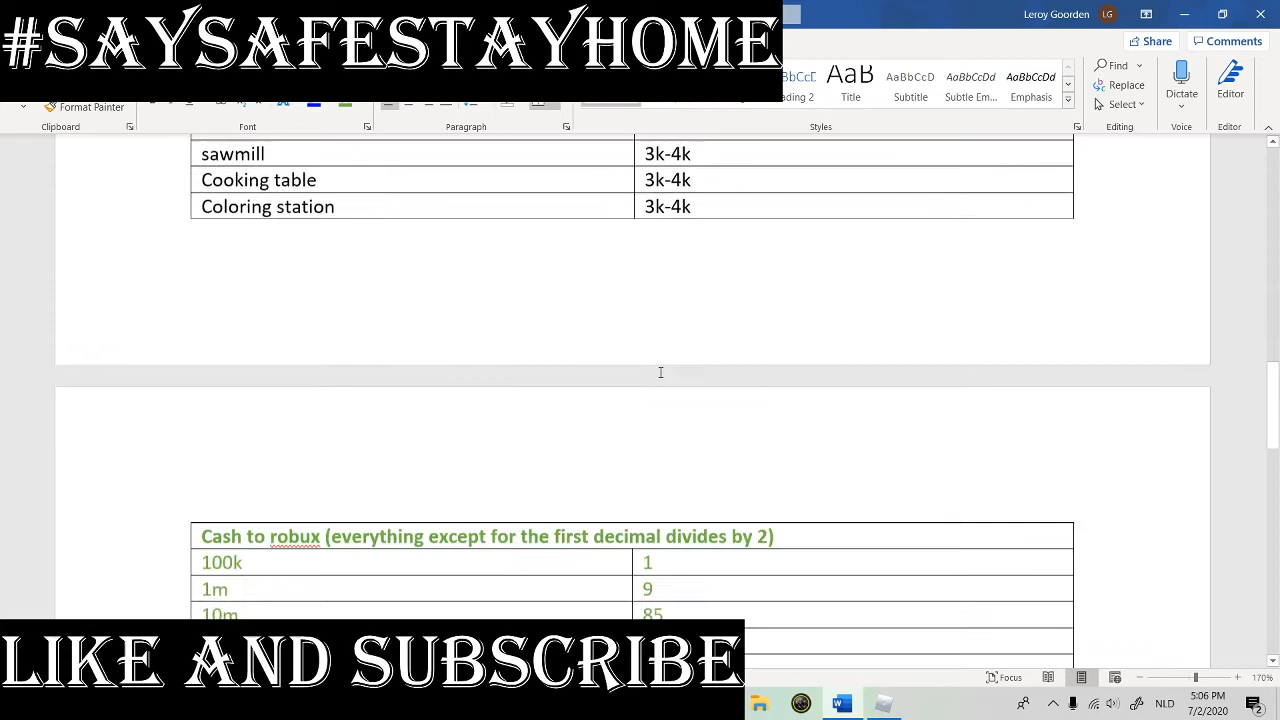 #SAYSAFESTAYHOME
Leroy Goorden LG
Share Comments
Format Painter
AaB
Title
AaBbCcD
Subtitle
AaBbCcDd
Subtle Em...
AaBbCcDd
Emphasis
Find
Replace
Select
Dictate
Editor
Clipboard Font Paragraph Styles Editing Voice Editor
sawmill 3k-4k
Cooking table 3k-4k
Coloring station 3k-4k
Cash to robux (everything except for the first decimal divides by 2)
100k 1
1m 9
10m 85
LIKE AND SUBSCRIBE
Focus 170%
NLD 5:06 PM
7/2/2020 2